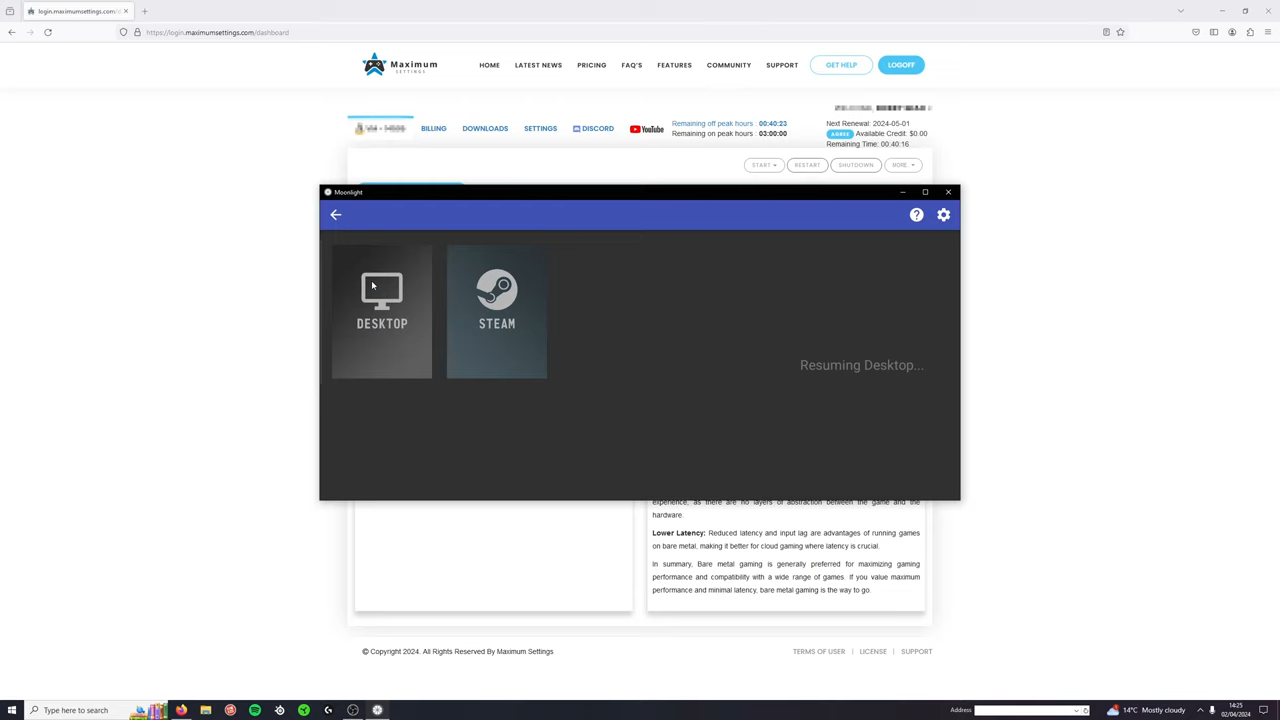 login.maximumsettings.com/d
https://login.maximumsettings.com/dashboard
Maximum
SETTINGS
HOME
LATEST NEWS
PRICING
FAQ'S
FEATURES
COMMUNITY
SUPPORT
GET HELP
LOGOFF
BILLING
DOWNLOADS
SETTINGS
DISCORD
YouTube
Remaining off peak hours : 00:40:23
Remaining on peak hours : 03:00:00
Next Renewal: 2024-05-01
AGREE Available Credit: $0.00
Remaining Time: 00:40:16
START
RESTART
SHUTDOWN
MORE..
Moonlight
DESKTOP
STEAM
Resuming Desktop...
experience, as there are no layers of abstraction between the game and the
hardware.
Lower Latency: Reduced latency and input lag are advantages of running games
on bare metal, making it better for cloud gaming where latency is crucial.
In summary, Bare metal gaming is generally preferred for maximizing gaming
performance and compatibility with a wide range of games. If you value maximum
performance and minimal latency, bare metal gaming is the way to go.
© Copyright 2024. All Rights Reserved By Maximum Settings
TERMS OF USER | LICENSE | SUPPORT
Type here to search
Address
14°C Mostly cloudy
14:25
02/04/2024